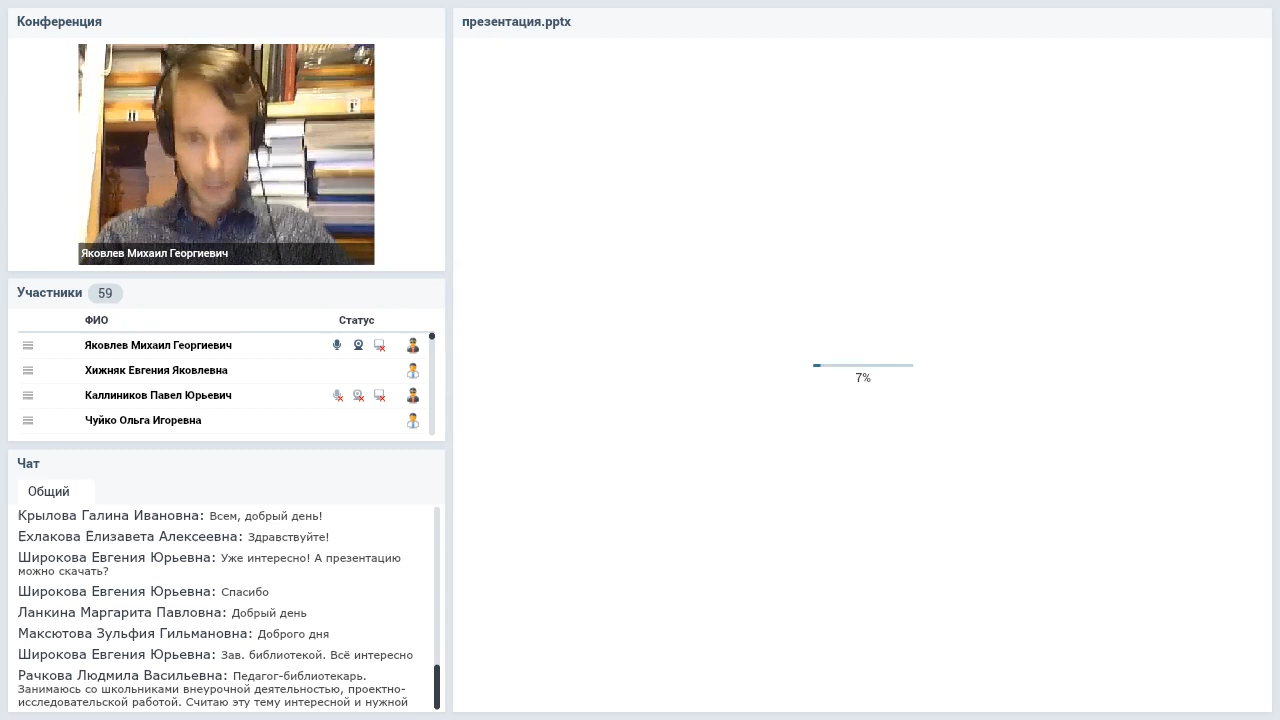 Конференция
Яковлев Михаил Георгиевич
Участники 59
ФИО Статус
Яковлев Михаил Георгиевич
Хижняк Евгения Яковлевна
Каллиников Павел Юрьевич
Чуйко Ольга Игоревна
Чат
Общий
Крылова Галина Ивановна: Всем, добрый день!
Ехлакова Елизавета Алексеевна: Здравствуйте!
Широкова Евгения Юрьевна: Уже интересно! А презентацию
можно скачать?
Широкова Евгения Юрьевна: Спасибо
Ланкина Маргарита Павловна: Добрый день
Максютова Зульфия Гильмановна: Доброго дня
Широкова Евгения Юрьевна: Зав. библиотекой. Всё интересно
Рачкова Людмила Васильевна: Педагог-библиотекарь.
Занимаюсь со школьниками внеурочной деятельностью, проектно-
исследовательской работой. Считаю эту тему интересной и нужной
презентация.pptx
7%